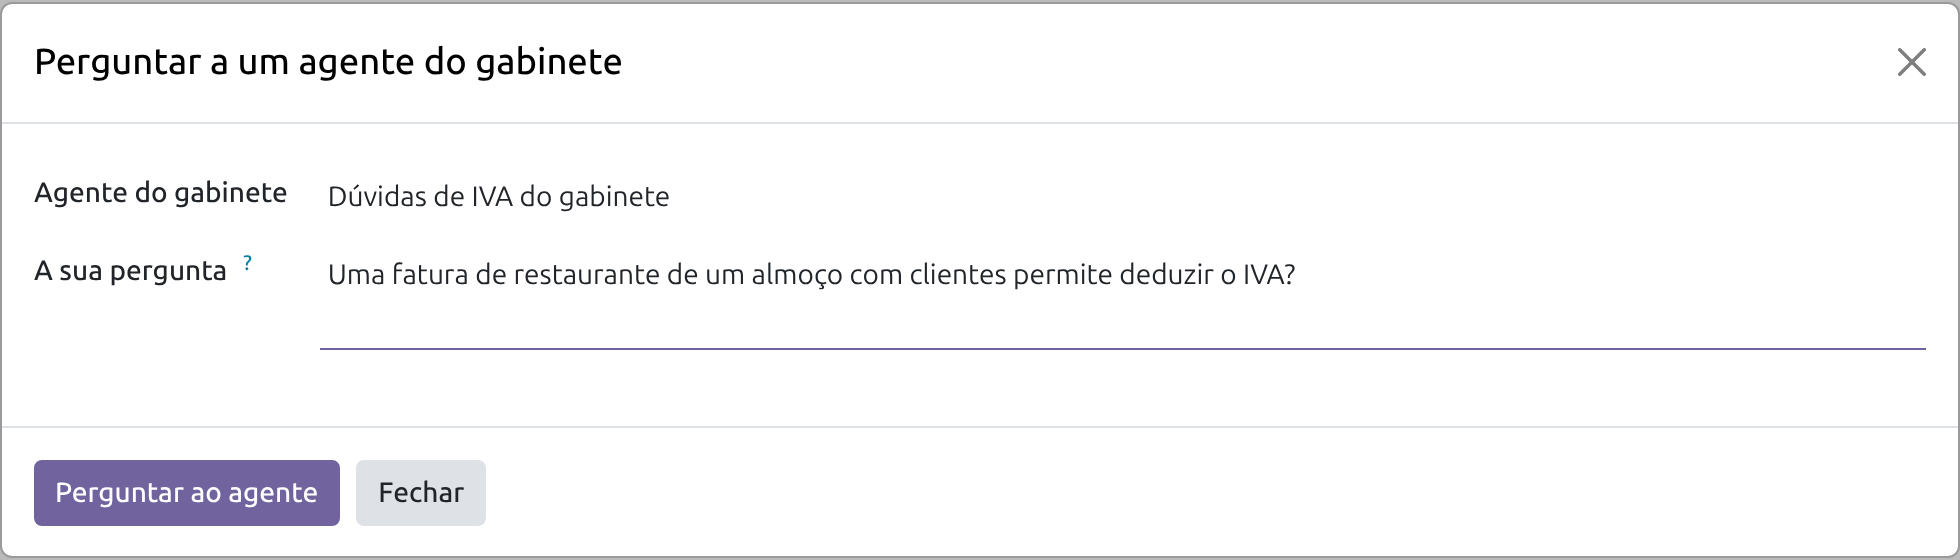 Perguntar a um agente do gabinete
Agente do gabinete
Dúvidas de IVA do gabinete
A sua pergunta ?
Uma fatura de restaurante de um almoço com clientes permite deduzir o IVA?
Perguntar ao agente
Fechar